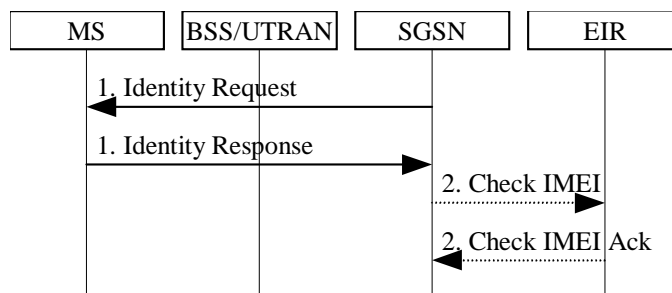 MS
BSS/UTRAN
SGSN
EIR
1. Identity Request
1. Identity Response
2. Check IMEI
2. Check IMEI Ack